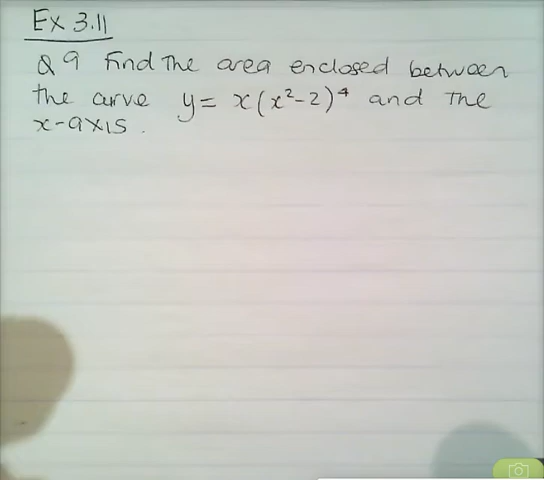 Ex 3.11
Q 9 Find the area enclosed between
the curve y = x(x²-2)⁴ and the
x-axis.